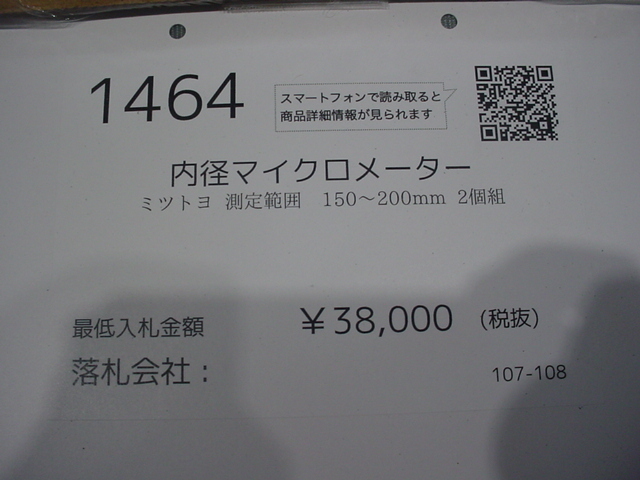 1464
スマートフォンで読み取ると
商品詳細情報が見られます
内径マイクロメーター
ミツトヨ 測定範囲 150～200mm 2個組
最低入札金額 ￥38,000 (税抜)
落札会社：
107-108